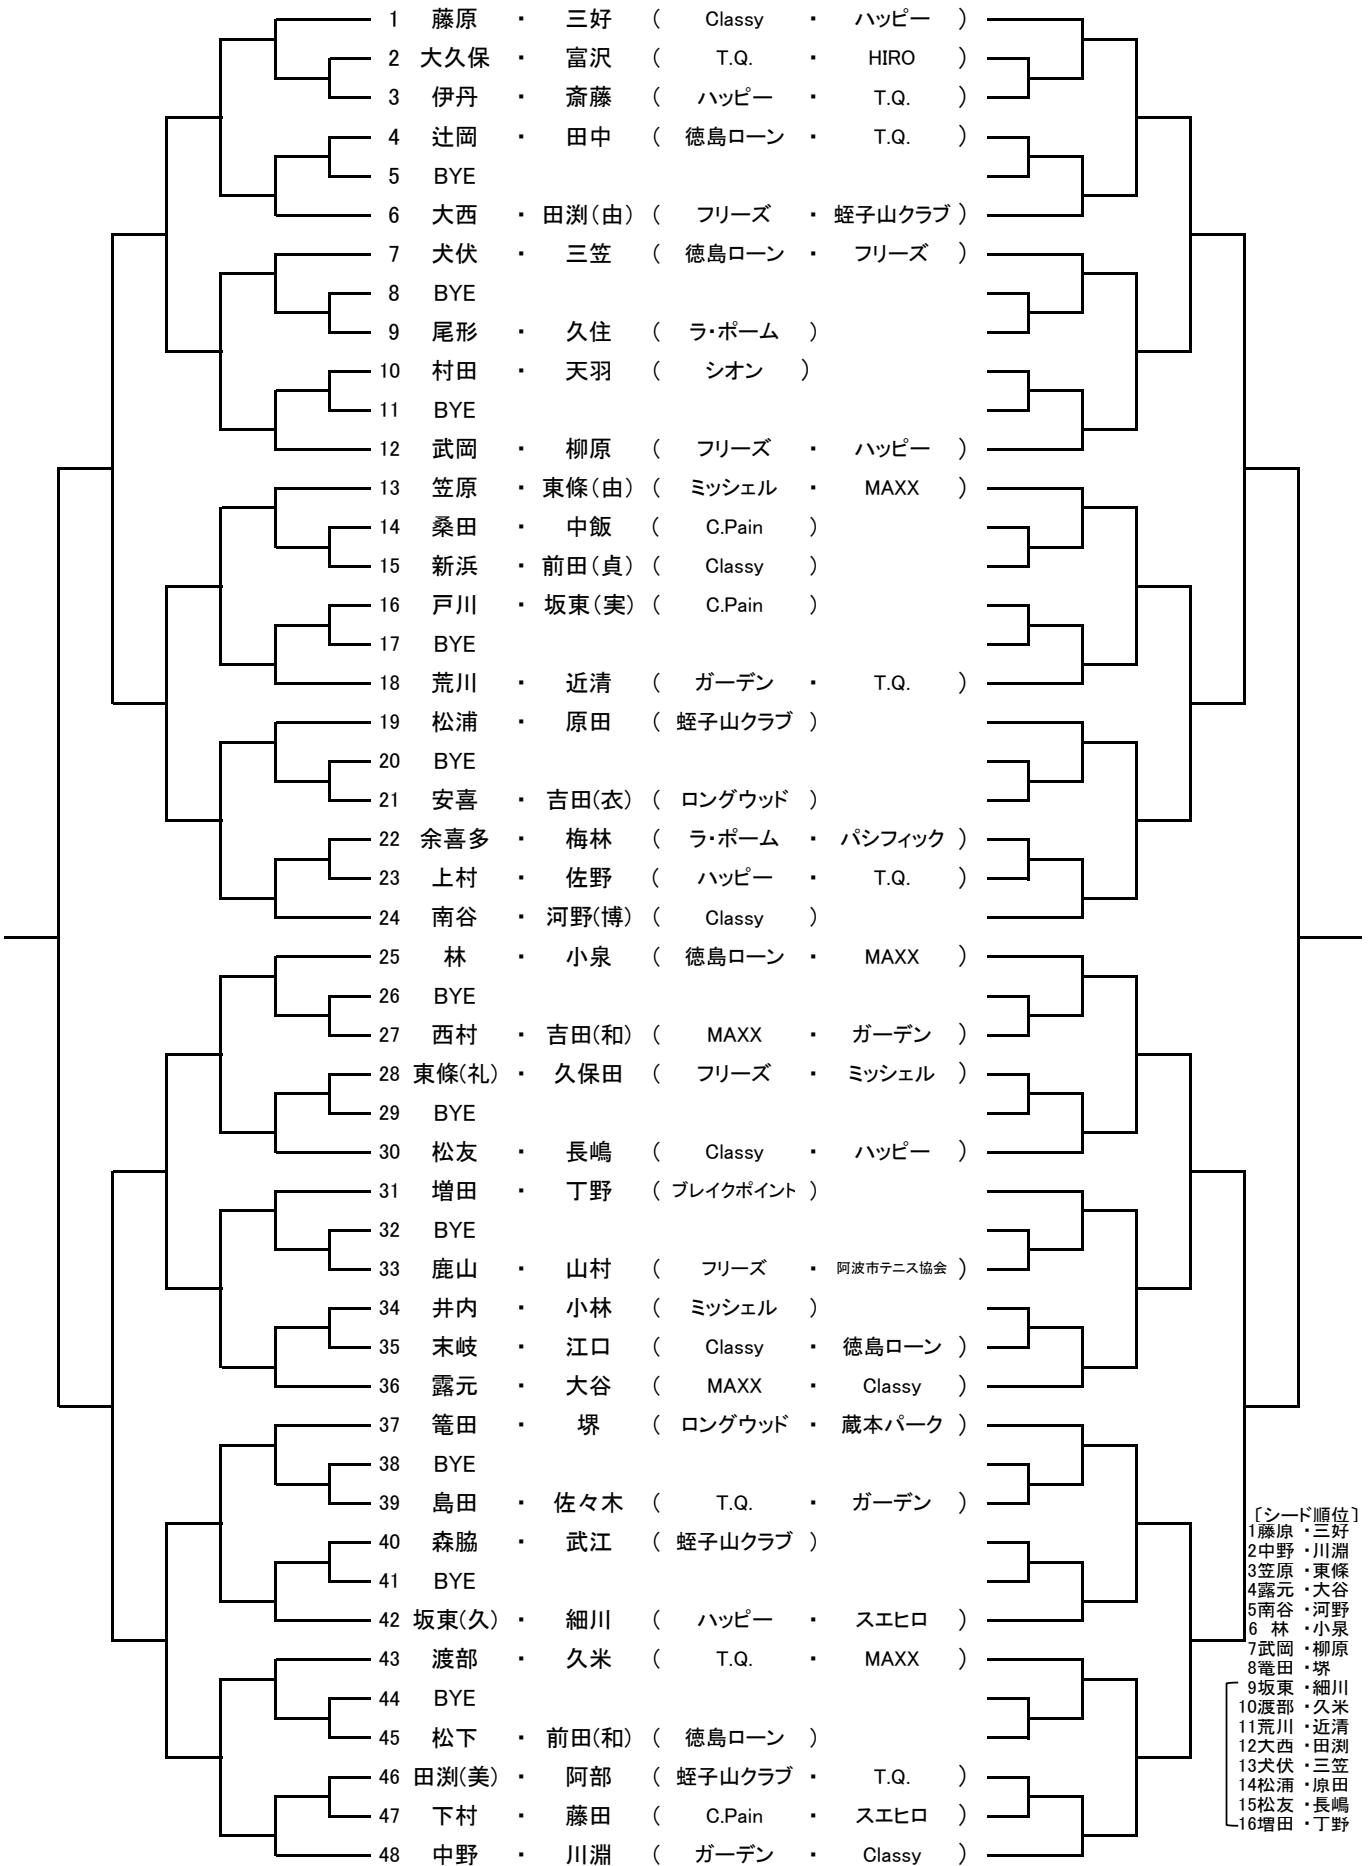 1 藤原 ・ 三好 ( Classy ・ ハッピー )
2 大久保 ・ 富沢 ( T.Q. ・ HIRO )
3 伊丹 ・ 斎藤 ( ハッピー ・ T.Q. )
4 辻岡 ・ 田中 ( 徳島ローン ・ T.Q. )
5 BYE
6 大西 ・ 田渕(由) ( フリーズ ・ 蛭子山クラブ )
7 犬伏 ・ 三笠 ( 徳島ローン ・ フリーズ )
8 BYE
9 尾形 ・ 久住 ( ラ・ポーム )
10 村田 ・ 天羽 ( シオン )
11 BYE
12 武岡 ・ 柳原 ( フリーズ ・ ハッピー )
13 笠原 ・ 東條(由) ( ミッシェル ・ MAXX )
14 桑田 ・ 中飯 ( C.Pain )
15 新浜 ・ 前田(貞) ( Classy )
16 戸川 ・ 坂東(実) ( C.Pain )
17 BYE
18 荒川 ・ 近清 ( ガーデン ・ T.Q. )
19 松浦 ・ 原田 ( 蛭子山クラブ )
20 BYE
21 安喜 ・ 吉田(衣) ( ロングウッド )
22 余喜多 ・ 梅林 ( ラ・ポーム ・ パシフィック )
23 上村 ・ 佐野 ( ハッピー ・ T.Q. )
24 南谷 ・ 河野(博) ( Classy )
25 林 ・ 小泉 ( 徳島ローン ・ MAXX )
26 BYE
27 西村 ・ 吉田(和) ( MAXX ・ ガーデン )
28 東條(礼) ・ 久保田 ( フリーズ ・ ミッシェル )
29 BYE
30 松友 ・ 長嶋 ( Classy ・ ハッピー )
31 増田 ・ 丁野 ( ブレイクポイント )
32 BYE
33 鹿山 ・ 山村 ( フリーズ ・ 阿波市テニス協会 )
34 井内 ・ 小林 ( ミッシェル )
35 末岐 ・ 江口 ( Classy ・ 徳島ローン )
36 露元 ・ 大谷 ( MAXX ・ Classy )
37 篭田 ・ 堺 ( ロングウッド ・ 蔵本パーク )
38 BYE
39 島田 ・ 佐々木 ( T.Q. ・ ガーデン )
40 森脇 ・ 武江 ( 蛭子山クラブ )
41 BYE
42 坂東(久) ・ 細川 ( ハッピー ・ スエヒロ )
43 渡部 ・ 久米 ( T.Q. ・ MAXX )
44 BYE
45 松下 ・ 前田(和) ( 徳島ローン )
46 田渕(美) ・ 阿部 ( 蛭子山クラブ ・ T.Q. )
47 下村 ・ 藤田 ( C.Pain ・ スエヒロ )
48 中野 ・ 川淵 ( ガーデン ・ Classy )
〔シード順位〕
1藤原 ・三好
2中野 ・川淵
3笠原 ・東條
4露元 ・大谷
5南谷 ・河野
6 林 ・小泉
7武岡 ・柳原
8篭田 ・堺
9坂東 ・細川
10渡部 ・久米
11荒川 ・近清
12大西 ・田渕
13犬伏 ・三笠
14松浦 ・原田
15松友 ・長嶋
16増田 ・丁野